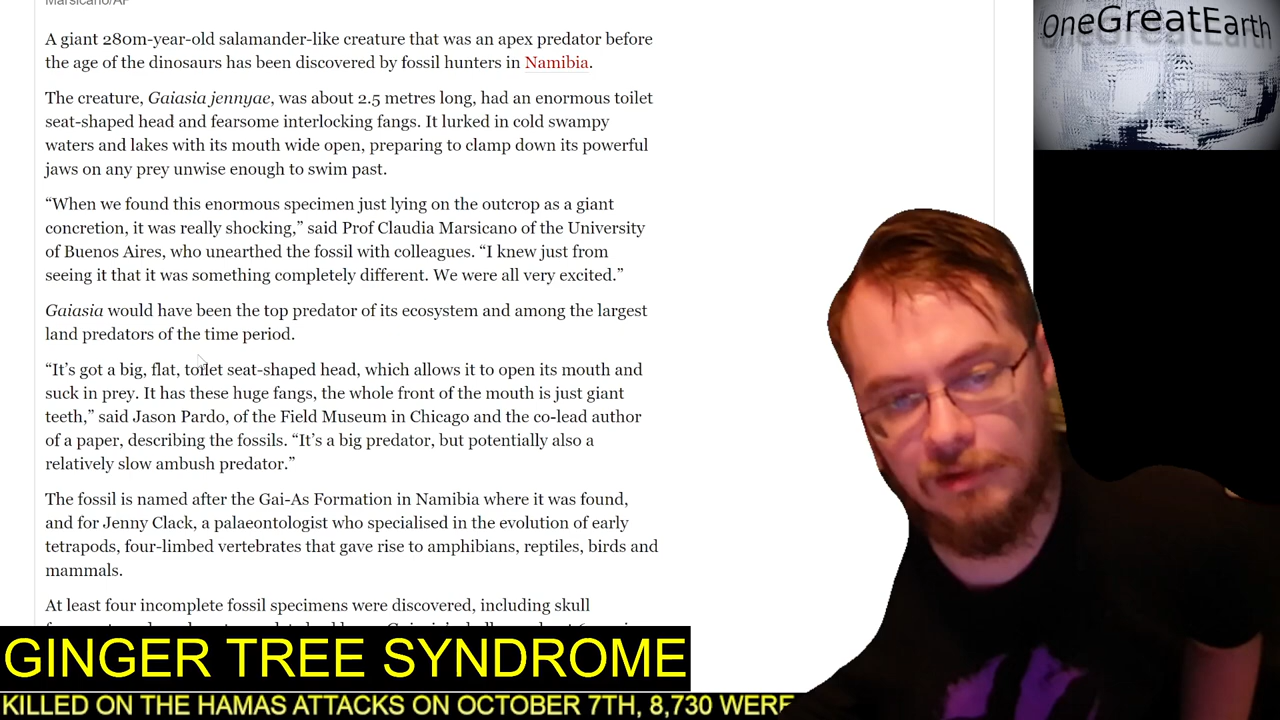 Marsicano/AP
A giant 280m-year-old salamander-like creature that was an apex predator before
the age of the dinosaurs has been discovered by fossil hunters in Namibia.
The creature, Gaiasia jennyae, was about 2.5 metres long, had an enormous toilet
seat-shaped head and fearsome interlocking fangs. It lurked in cold swampy
waters and lakes with its mouth wide open, preparing to clamp down its powerful
jaws on any prey unwise enough to swim past.
“When we found this enormous specimen just lying on the outcrop as a giant
concretion, it was really shocking,” said Prof Claudia Marsicano of the University
of Buenos Aires, who unearthed the fossil with colleagues. “I knew just from
seeing it that it was something completely different. We were all very excited.”
Gaiasia would have been the top predator of its ecosystem and among the largest
land predators of the time period.
“It’s got a big, flat, toilet seat-shaped head, which allows it to open its mouth and
suck in prey. It has these huge fangs, the whole front of the mouth is just giant
teeth,” said Jason Pardo, of the Field Museum in Chicago and the co-lead author
of a paper, describing the fossils. “It’s a big predator, but potentially also a
relatively slow ambush predator.”
The fossil is named after the Gai-As Formation in Namibia where it was found,
and for Jenny Clack, a palaeontologist who specialised in the evolution of early
tetrapods, four-limbed vertebrates that gave rise to amphibians, reptiles, birds and
mammals.
At least four incomplete fossil specimens were discovered, including skull
OneGreatEarth
GINGER TREE SYNDROME
KILLED ON THE HAMAS ATTACKS ON OCTOBER 7TH, 8,730 WERE